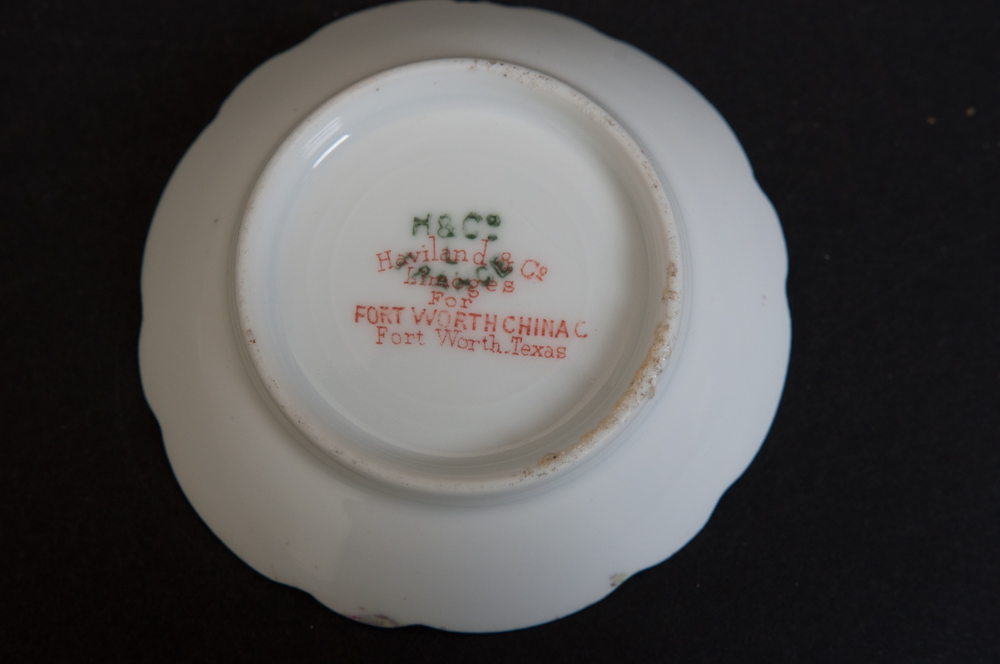 H & Cº
Haviland & Cº
Limoges
For
FORT WORTH CHINA C
Fort Worth. Texas